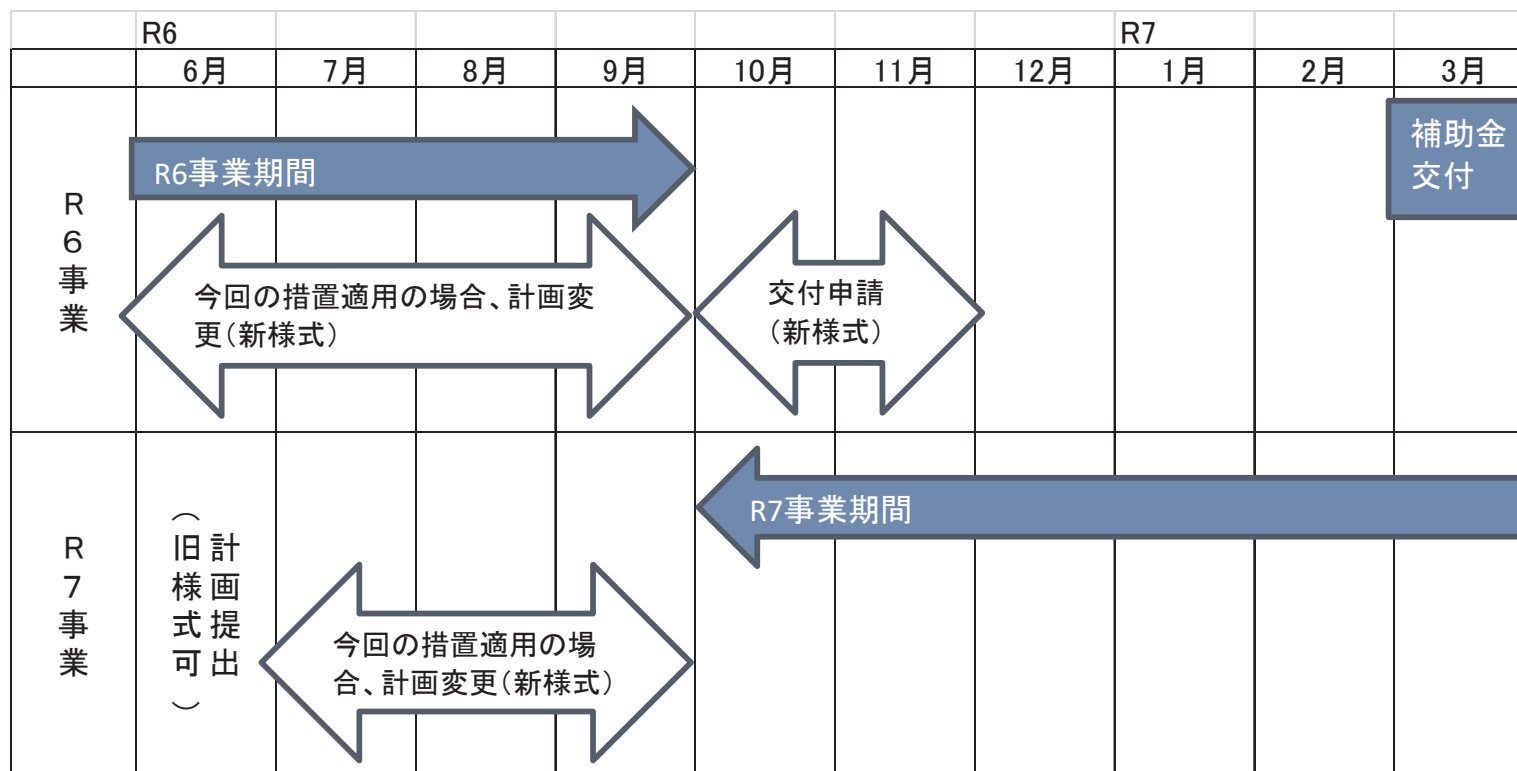 R6
R7
6月
7月
8月
9月
10月
11月
12月
1月
2月
3月
R6事業
R6事業期間
補助金
交付
今回の措置適用の場合、計画変
更(新様式)
交付申請
(新様式)
R7事業
計画提出
(旧様式可)
R7事業期間
今回の措置適用の場
合、計画変更(新様式)